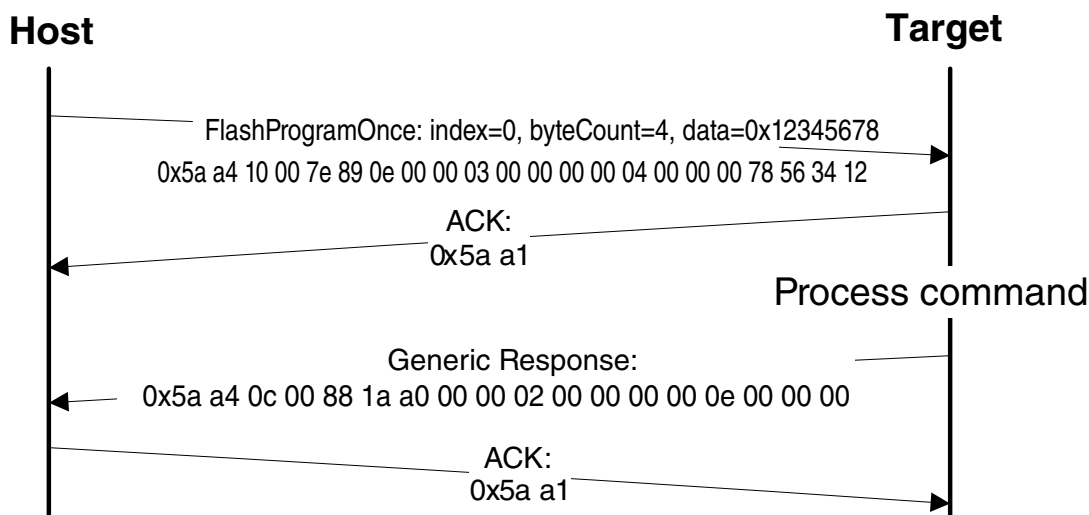 Host
Target
FlashProgramOnce: index=0, byteCount=4, data=0x12345678
0x5a a4 10 00 7e 89 0e 00 00 03 00 00 00 00 04 00 00 00 78 56 34 12
ACK:
0x5a a1
Process command
Generic Response:
0x5a a4 0c 00 88 1a a0 00 00 02 00 00 00 00 0e 00 00 00
ACK:
0x5a a1